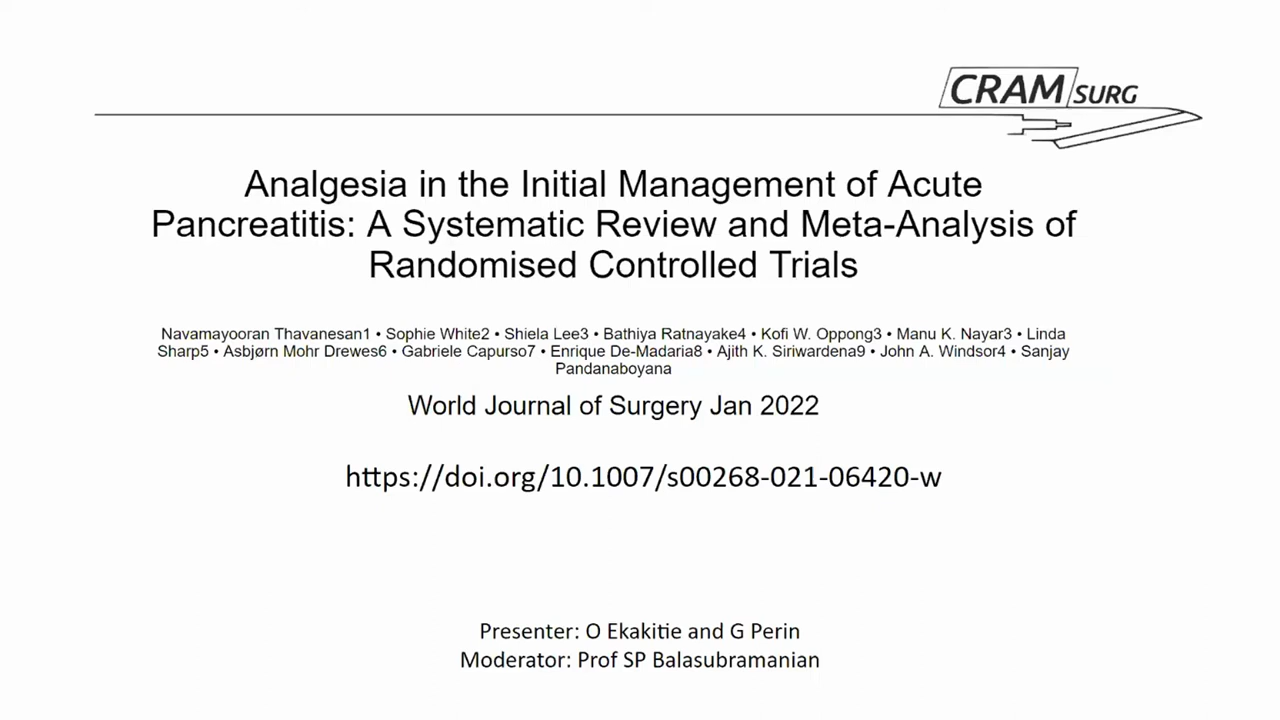 CRAM SURG
Analgesia in the Initial Management of Acute
Pancreatitis: A Systematic Review and Meta-Analysis of
Randomised Controlled Trials
Navamayooran Thavanesan1 • Sophie White2 • Shiela Lee3 • Bathiya Ratnayake4 • Kofi W. Oppong3 • Manu K. Nayar3 • Linda
Sharp5 • Asbjørn Mohr Drewes6 • Gabriele Capurso7 • Enrique De-Madaria8 • Ajith K. Siriwardena9 • John A. Windsor4 • Sanjay
Pandanaboyana
World Journal of Surgery Jan 2022
https://doi.org/10.1007/s00268-021-06420-w
Presenter: O Ekakitie and G Perin
Moderator: Prof SP Balasubramanian